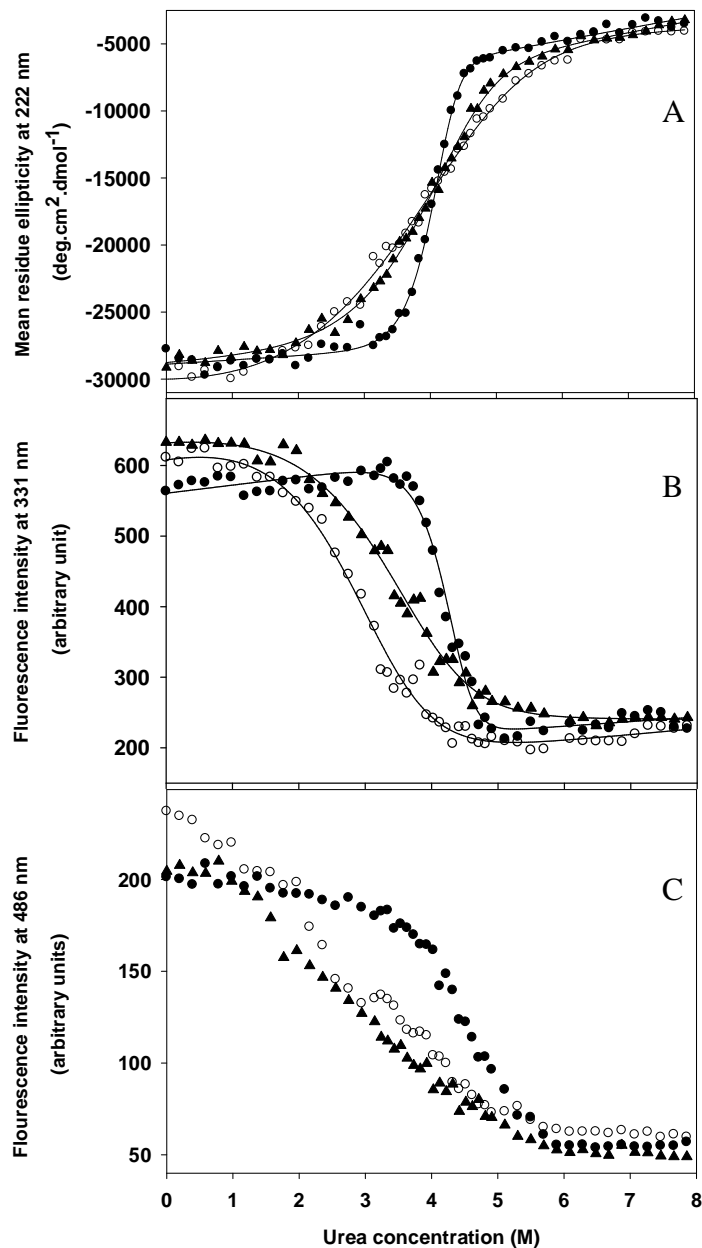 -5000
-10000
-15000
-20000
-25000
-30000
Mean residue ellipticity at 222 nm
(deg.cm².dmol⁻¹)
A
600
500
400
300
200
Fluorescence intensity at 331 nm
(arbitrary unit)
B
200
150
100
50
Flourescence intensity at 486 nm
(arbitrary units)
C
0 1 2 3 4 5 6 7 8
Urea concentration (M)